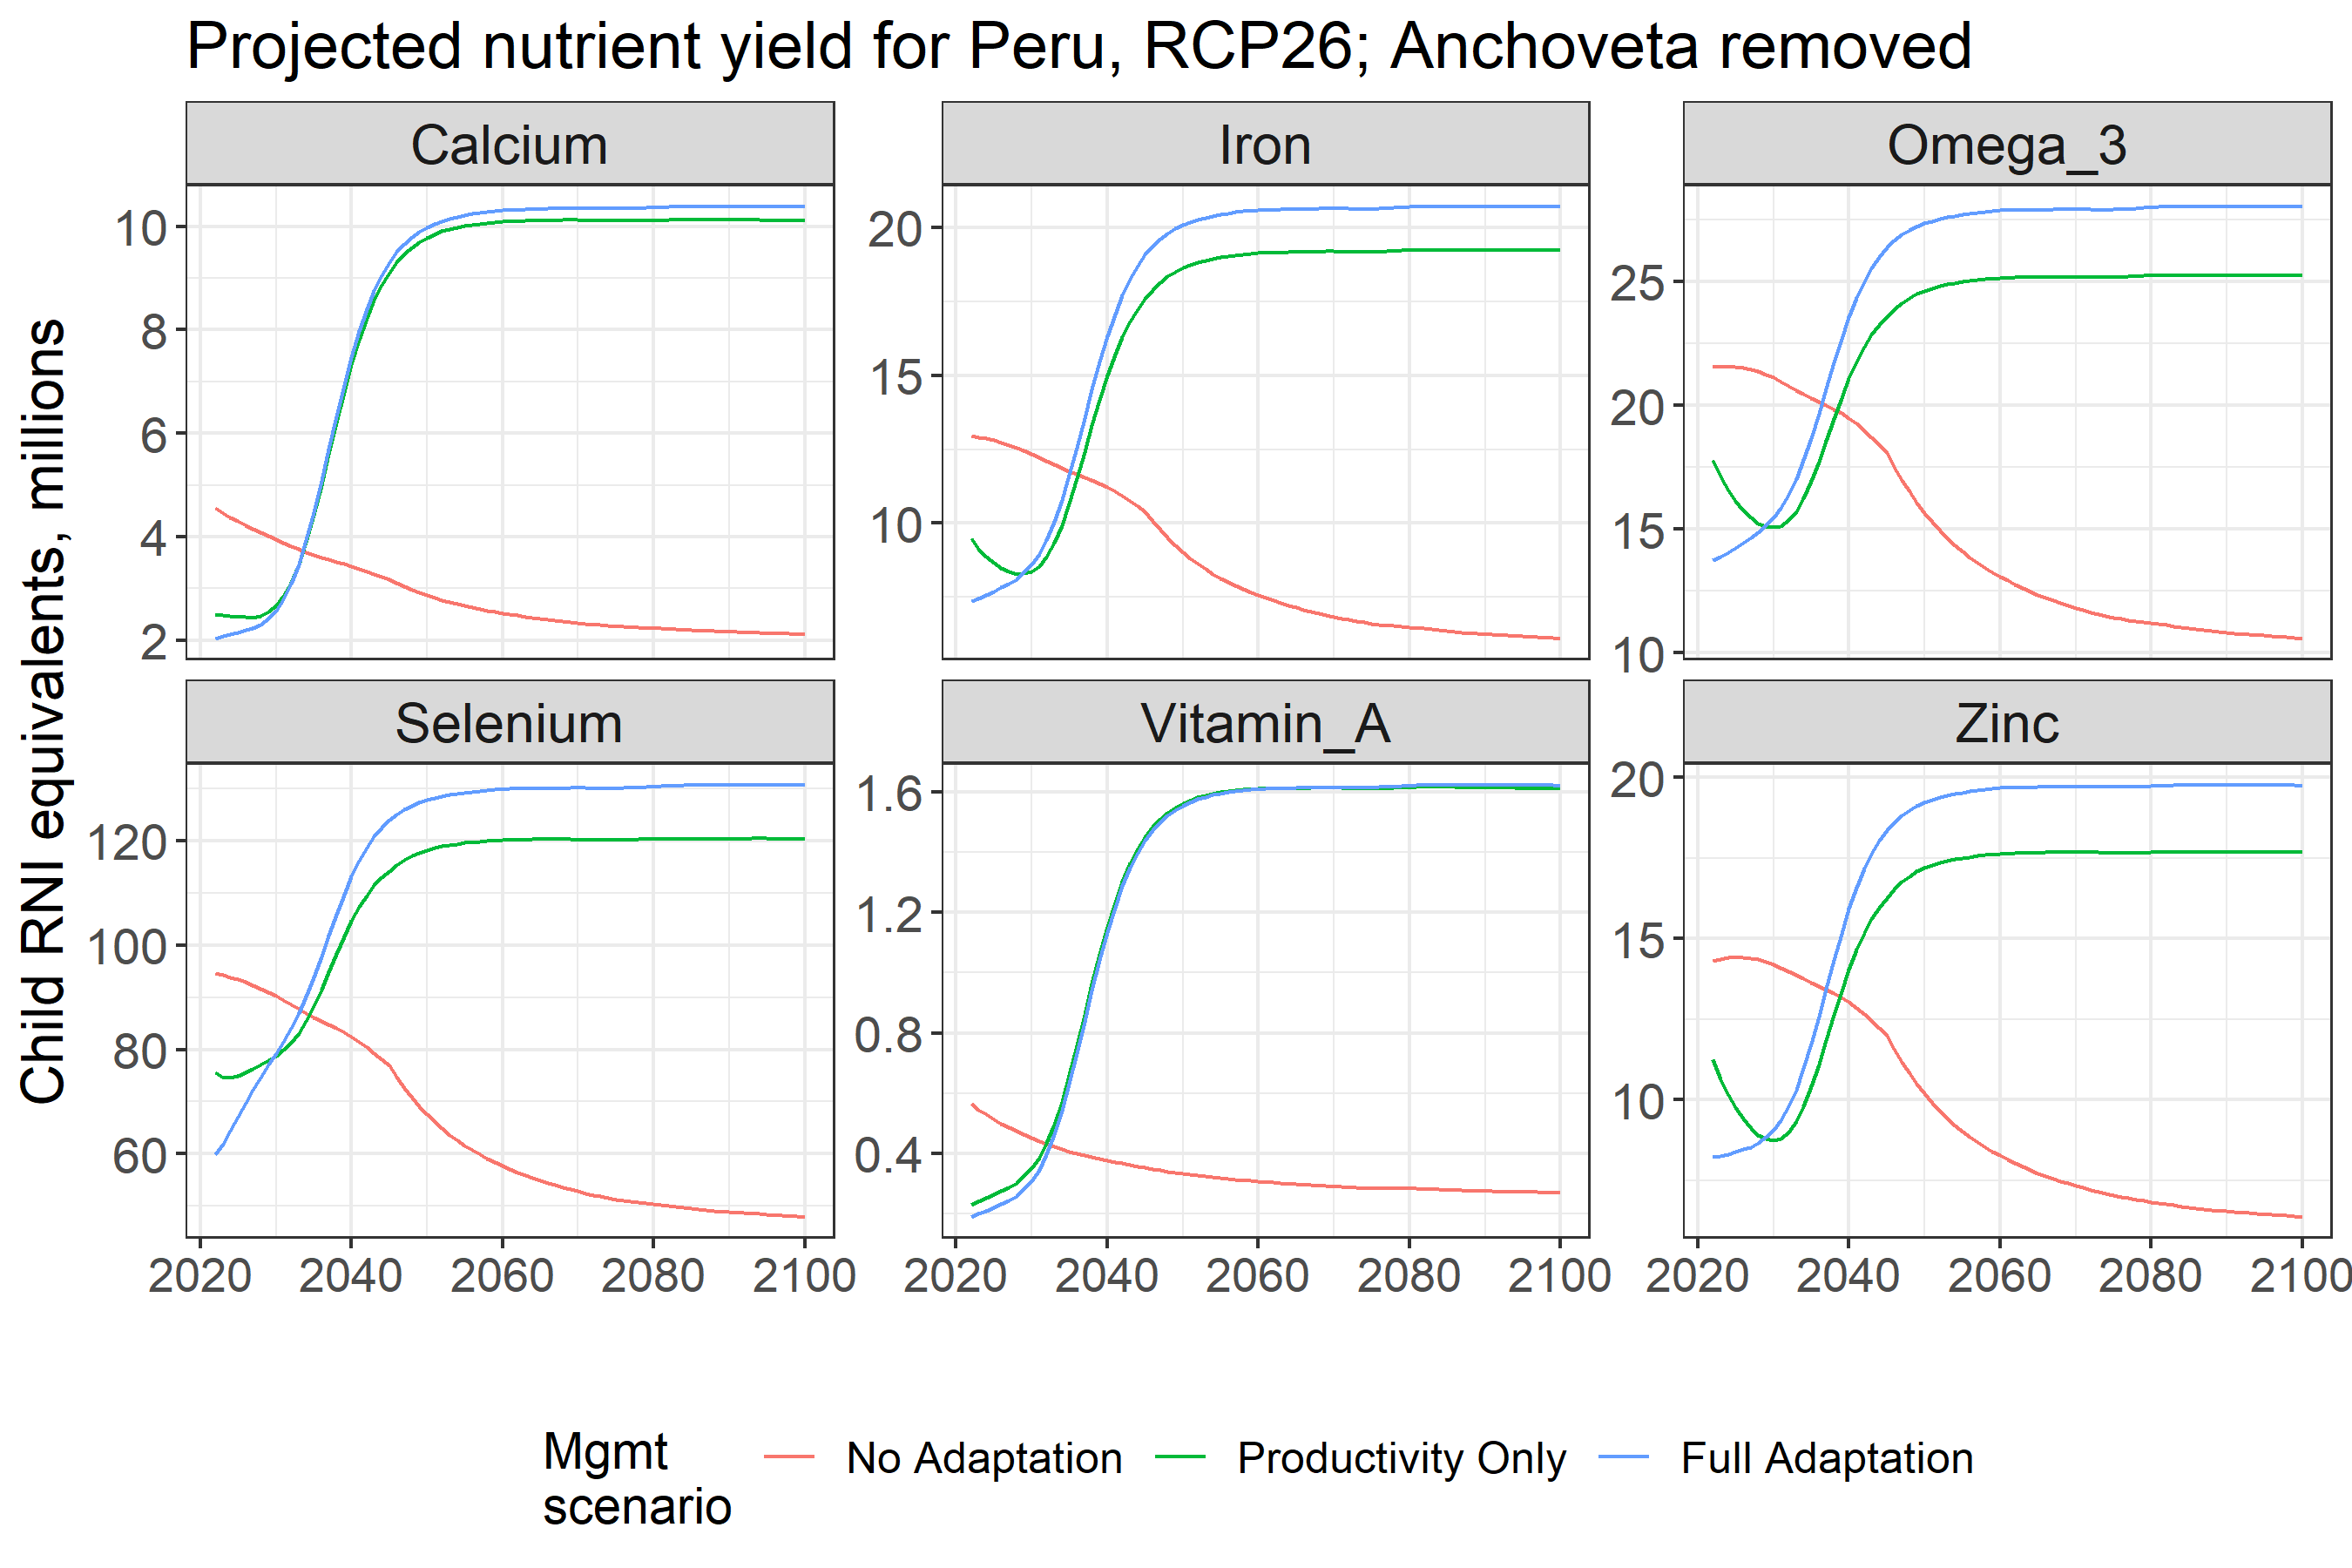 Projected nutrient yield for Peru, RCP26; Anchoveta removed
Child RNI equivalents, millions
Calcium
10
8
6
4
2
Iron
20
15
10
Omega_3
25
20
15
10
Selenium
120
100
80
60
2020 2040 2060 2080 2100
Vitamin_A
1.6
1.2
0.8
0.4
2020 2040 2060 2080 2100
Zinc
20
15
10
2020 2040 2060 2080 2100
Mgmt
scenario
No Adaptation Productivity Only Full Adaptation